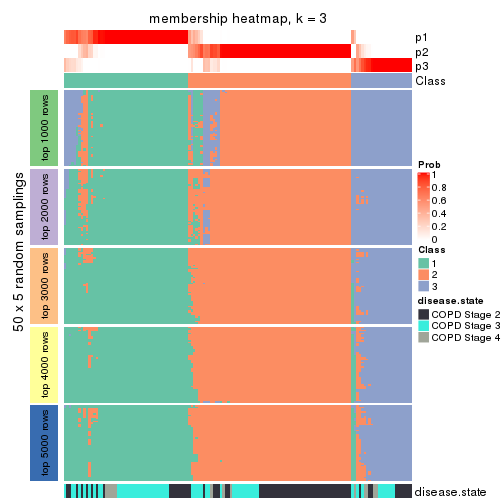 membership heatmap, k = 3
p1
p2
p3
Class
50 x 5 random samplings
top 1000 rows
top 2000 rows
top 3000 rows
top 4000 rows
top 5000 rows
Prob
1
0.8
0.6
0.4
0.2
0
Class
1
2
3
disease.state
COPD Stage 2
COPD Stage 3
COPD Stage 4
disease.state